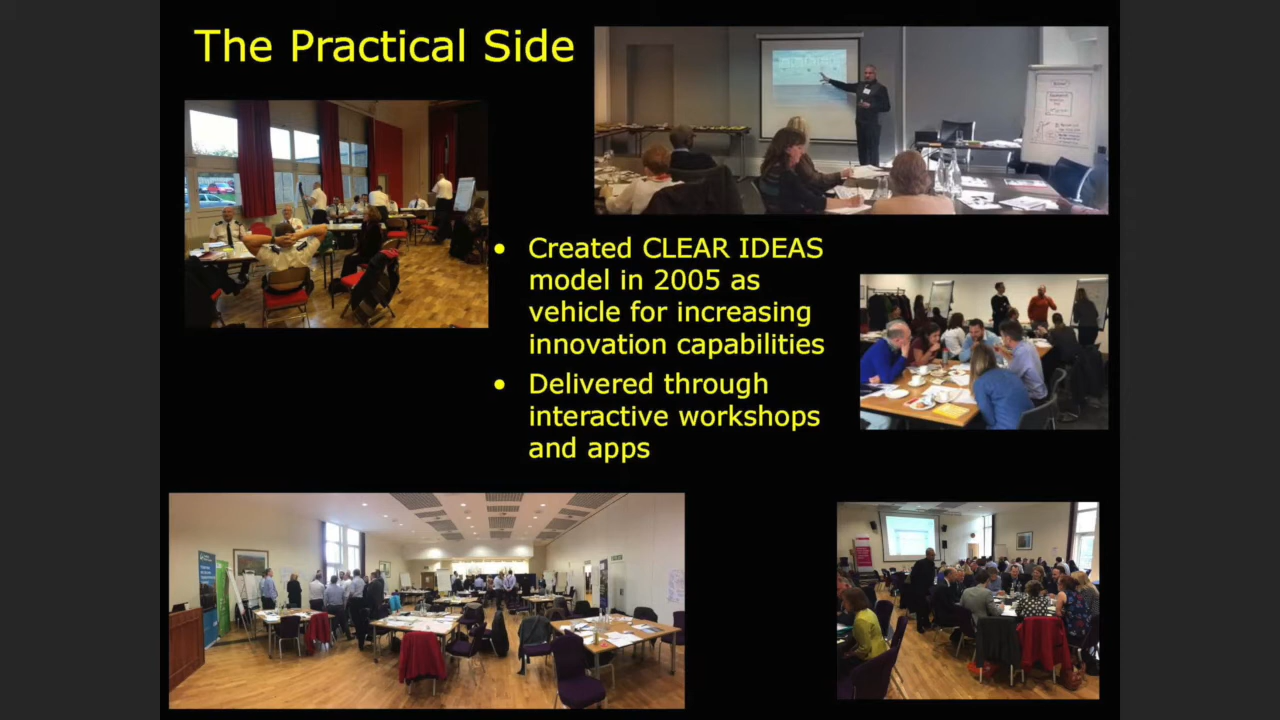 The Practical Side
• Created CLEAR IDEAS
model in 2005 as
vehicle for increasing
innovation capabilities
• Delivered through
interactive workshops
and apps